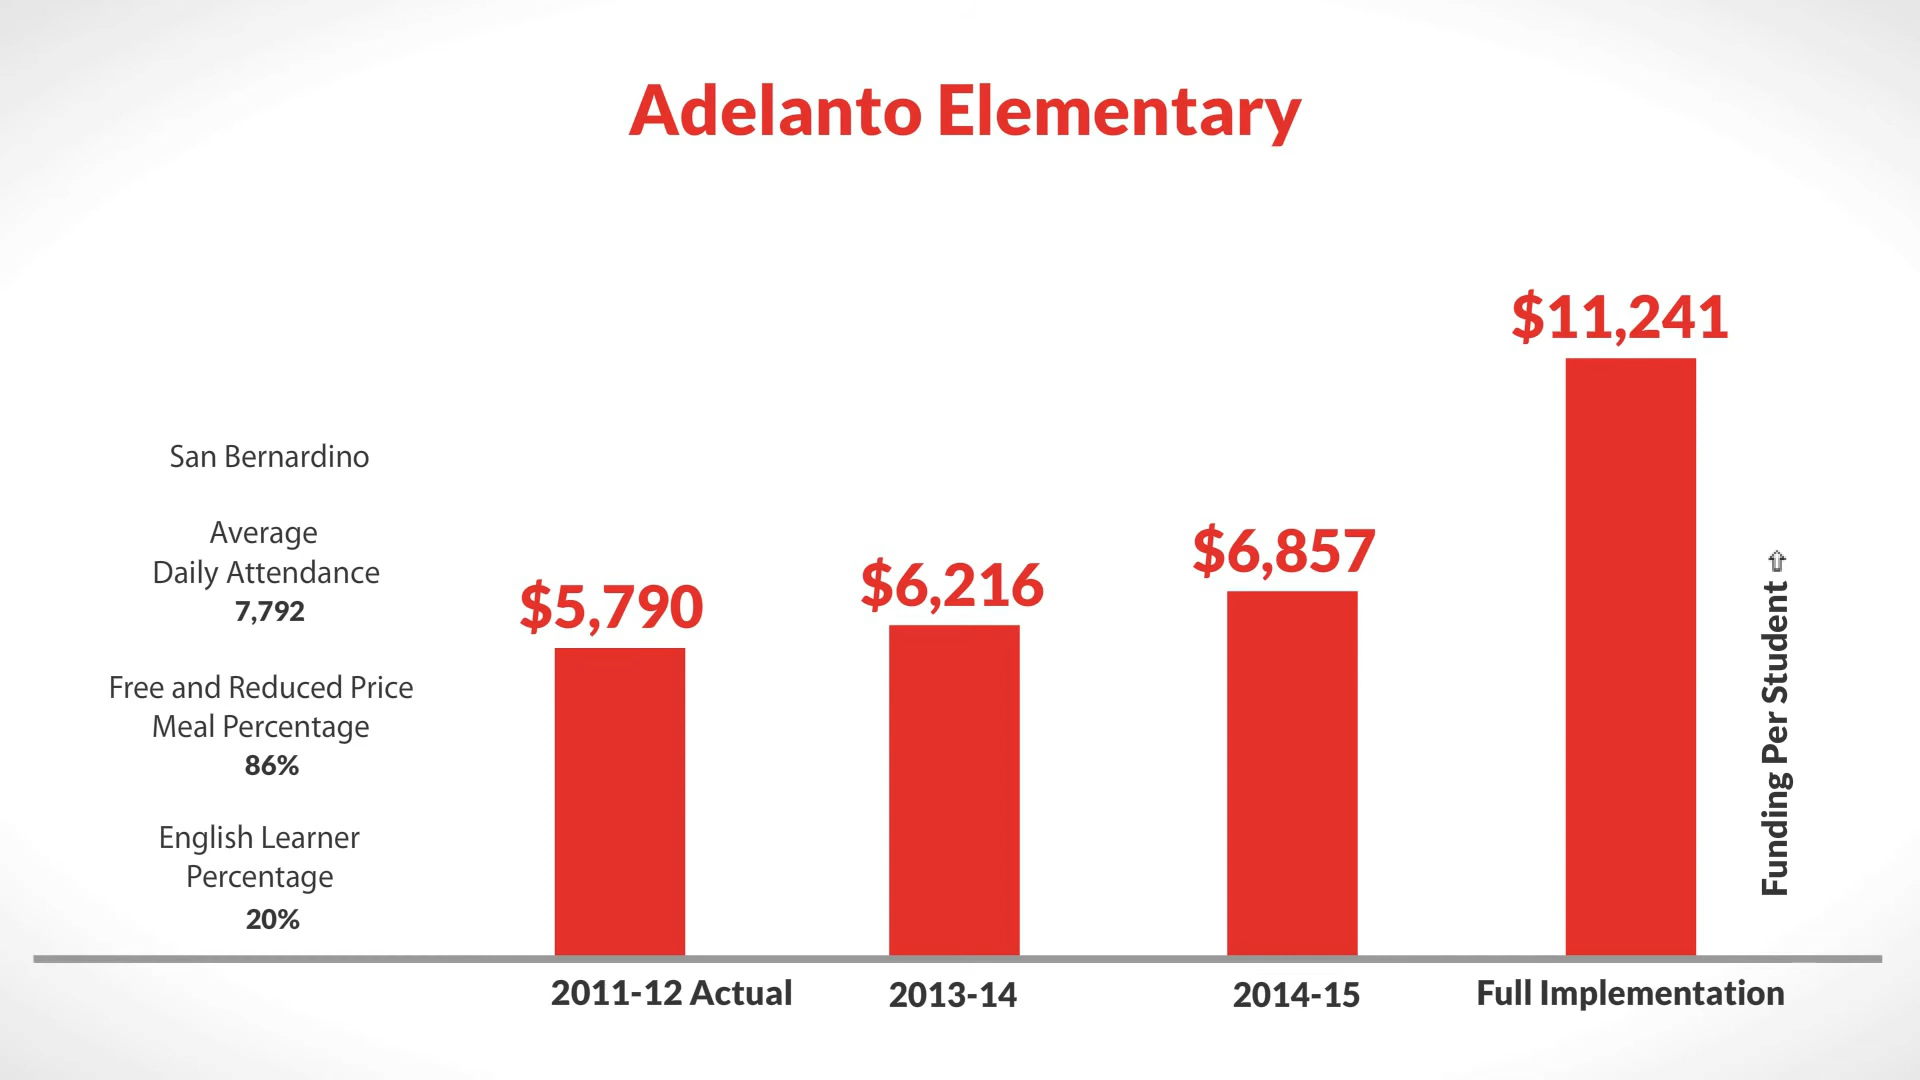 Adelanto Elementary
San Bernardino
Average
Daily Attendance
7,792
Free and Reduced Price
Meal Percentage
86%
English Learner
Percentage
20%
$5,790
$6,216
$6,857
$11,241
2011-12 Actual
2013-14
2014-15
Full Implementation
Funding Per Student ⇧